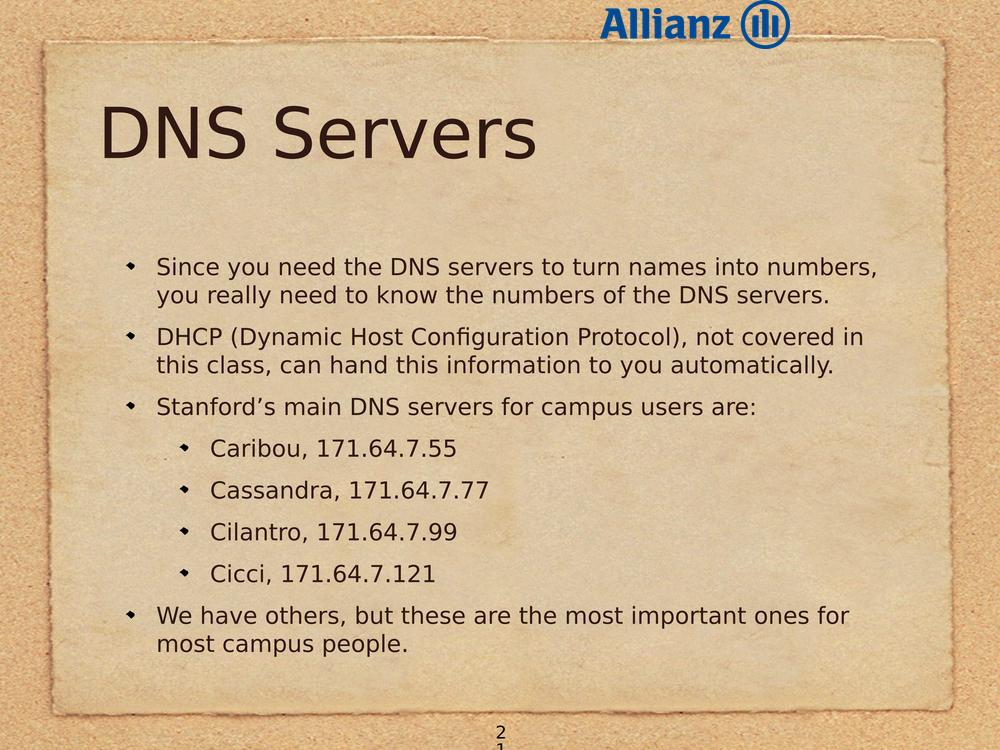 Allianz
DNS Servers
Since you need the DNS servers to turn names into numbers,
you really need to know the numbers of the DNS servers.
DHCP (Dynamic Host Configuration Protocol), not covered in
this class, can hand this information to you automatically.
Stanford’s main DNS servers for campus users are:
Caribou, 171.64.7.55
Cassandra, 171.64.7.77
Cilantro, 171.64.7.99
Cicci, 171.64.7.121
We have others, but these are the most important ones for
most campus people.
2
1